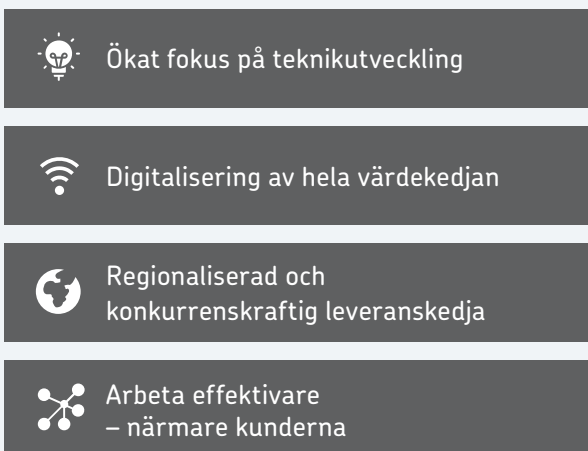 Ökat fokus på teknikutveckling
Digitalisering av hela värdekedjan
Regionaliserad och
konkurrenskraftig leveranskedja
Arbeta effektivare
– närmare kunderna